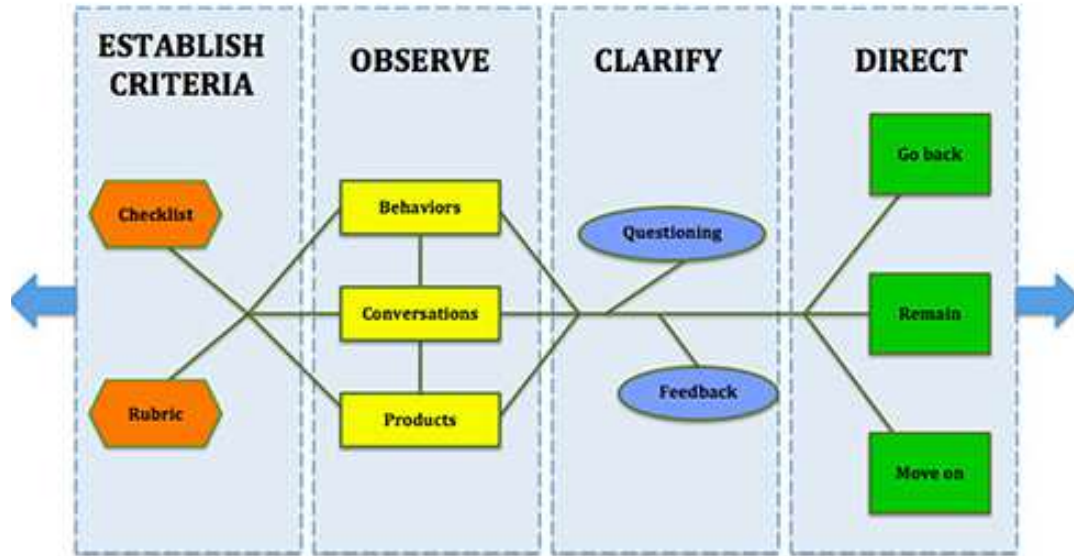 ESTABLISH
CRITERIA
Checklist
Rubric
OBSERVE
Behaviors
Conversations
Products
CLARIFY
Questioning
Feedback
DIRECT
Go back
Remain
Move on